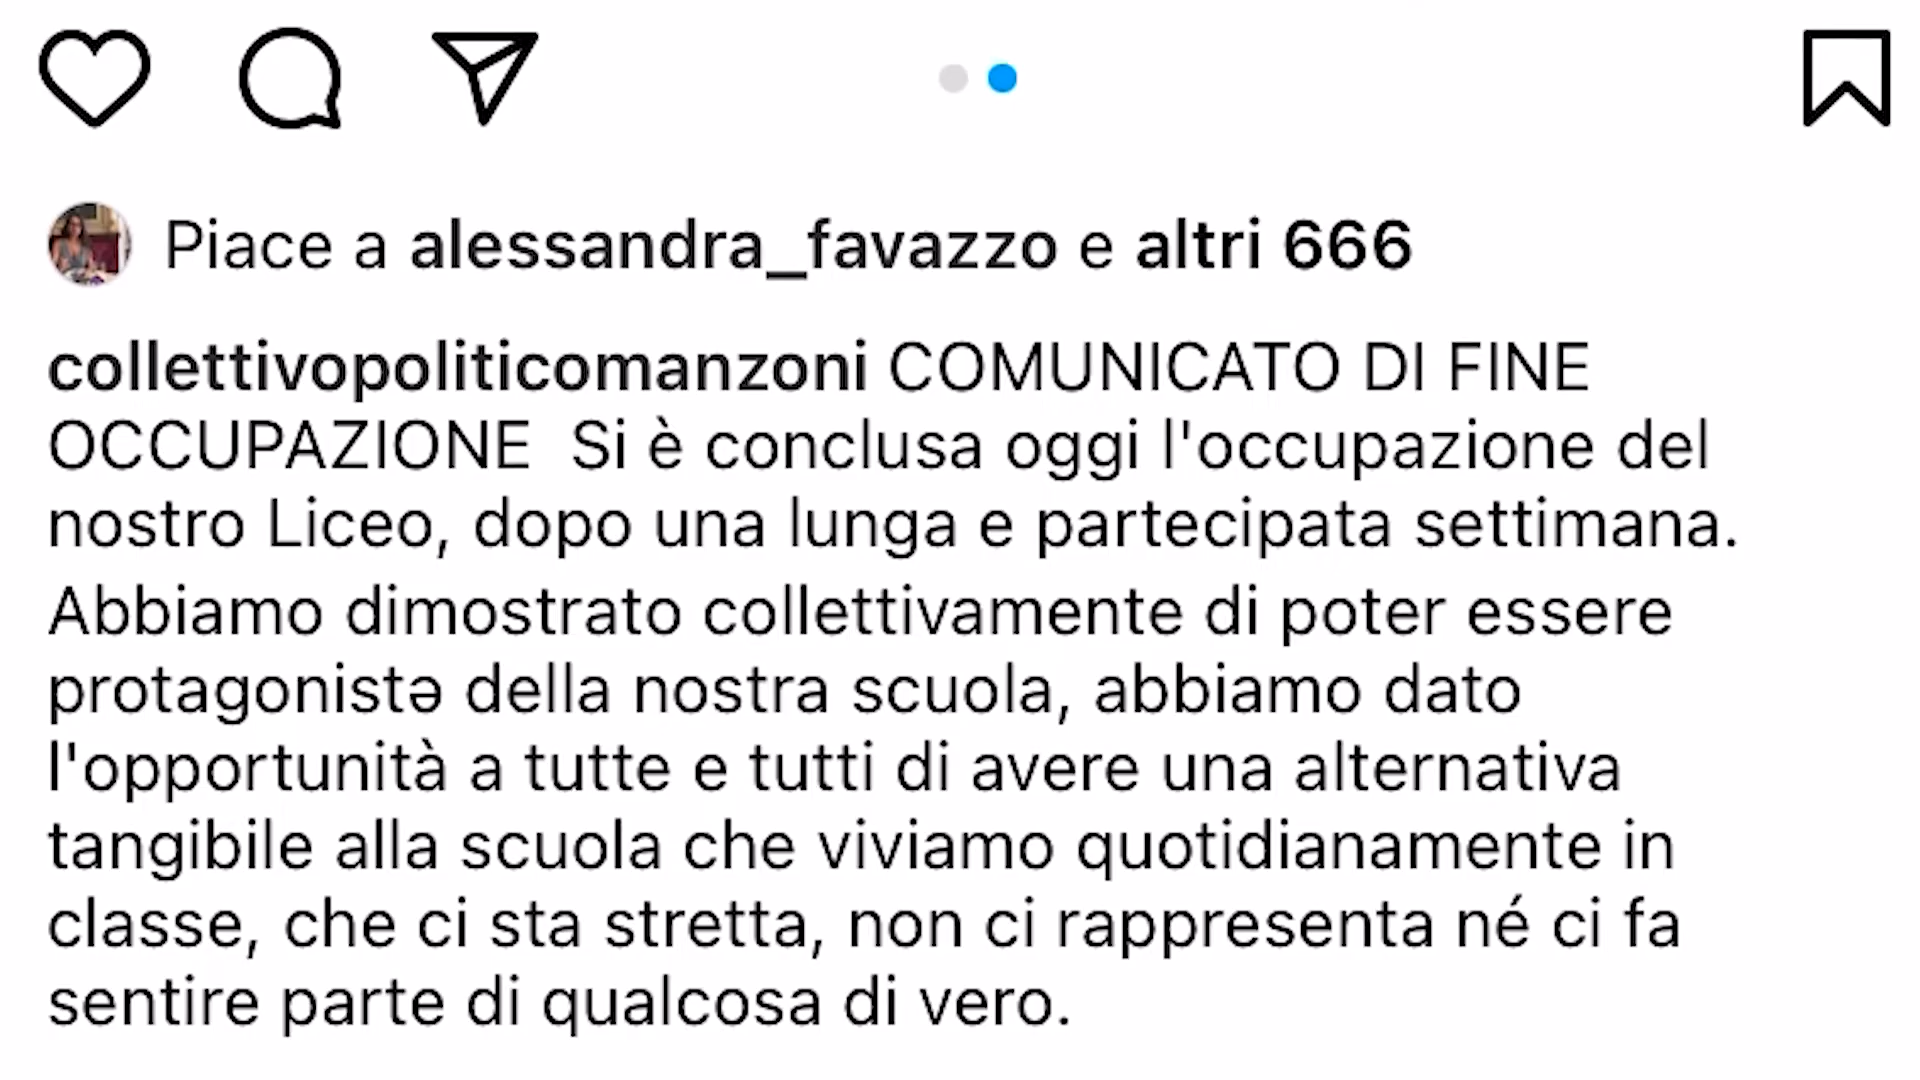 Piace a alessandra_favazzo e altri 666
collettivopoliticomanzoni COMUNICATO DI FINE
OCCUPAZIONE  Si è conclusa oggi l'occupazione del
nostro Liceo, dopo una lunga e partecipata settimana.
Abbiamo dimostrato collettivamente di poter essere
protagonistə della nostra scuola, abbiamo dato
l'opportunità a tutte e tutti di avere una alternativa
tangibile alla scuola che viviamo quotidianamente in
classe, che ci sta stretta, non ci rappresenta né ci fa
sentire parte di qualcosa di vero.